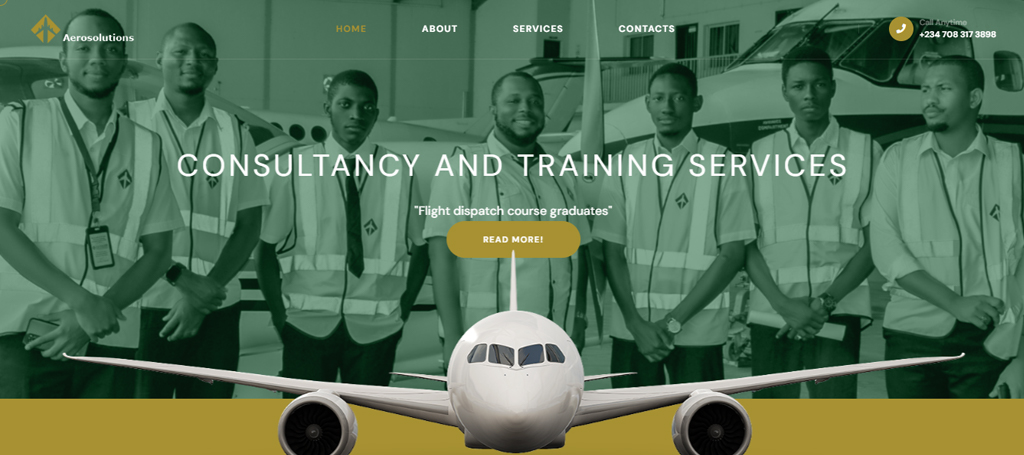 Aerosolutions
HOME
ABOUT
SERVICES
CONTACTS
Call Anytime
+234 708 317 3898
CONSULTANCY AND TRAINING SERVICES
"Flight dispatch course graduates"
READ MORE!